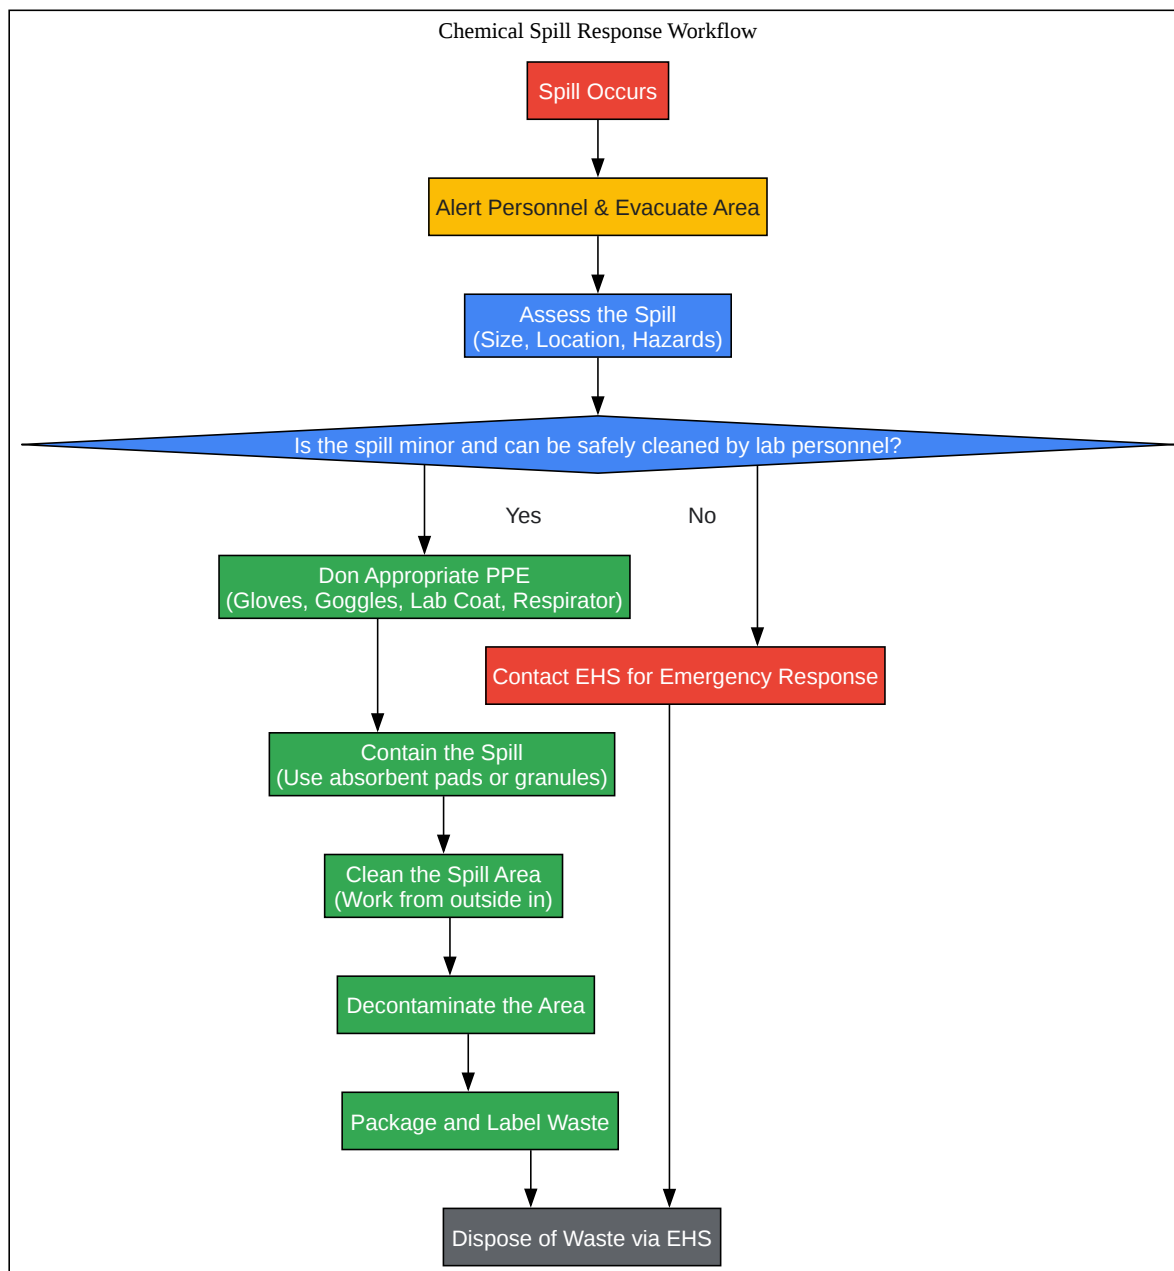 Chemical Spill Response Workflow
Spill Occurs
Alert Personnel & Evacuate Area
Assess the Spill
(Size, Location, Hazards)
Is the spill minor and can be safely cleaned by lab personnel?
Yes
No
Don Appropriate PPE
(Gloves, Goggles, Lab Coat, Respirator)
Contact EHS for Emergency Response
Contain the Spill
(Use absorbent pads or granules)
Clean the Spill Area
(Work from outside in)
Decontaminate the Area
Package and Label Waste
Dispose of Waste via EHS